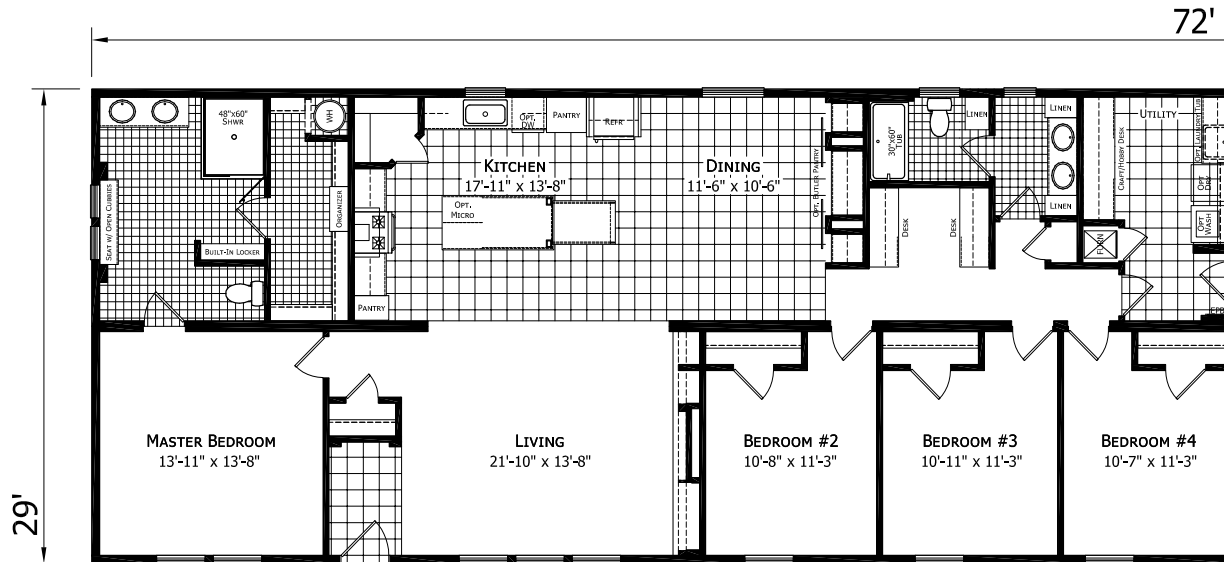 72'
29'
48"x60"
SHWR
WH
SEAT W/ OPEN CUBBIES
BUILT-IN LOCKER
ORGANIZER
PANTRY
OPT.
DW
PANTRY
REFR
KITCHEN
17'-11" x 13'-8"
OPT.
MICRO
DINING
11'-6" x 10'-6"
OPT. BUTLER PANTRY
30"x60"
TUB
LINEN
LINEN
LINEN
DESK
DESK
CRAFT/HOBBY DESK
UTILITY
OPT LAUNDRY TUB
OPT
DRY
OPT
WASH
FURN
MASTER BEDROOM
13'-11" x 13'-8"
LIVING
21'-10" x 13'-8"
BEDROOM #2
10'-8" x 11'-3"
BEDROOM #3
10'-11" x 11'-3"
BEDROOM #4
10'-7" x 11'-3"